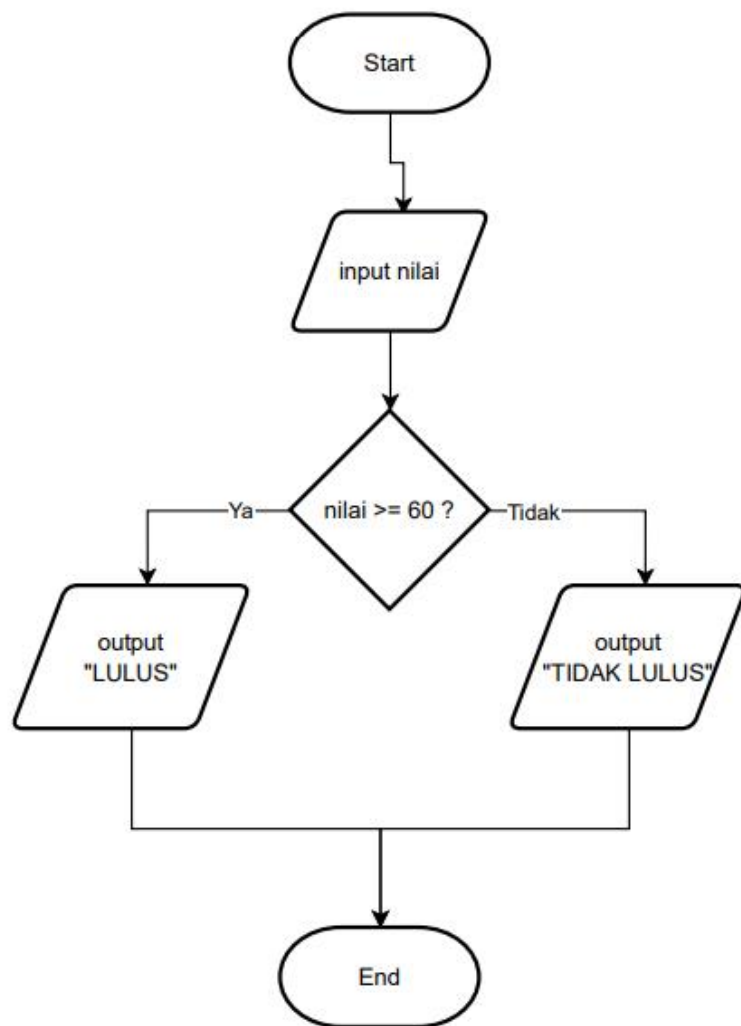 Start
input nilai
nilai >= 60 ?
Ya
Tidak
output
"LULUS"
output
"TIDAK LULUS"
End